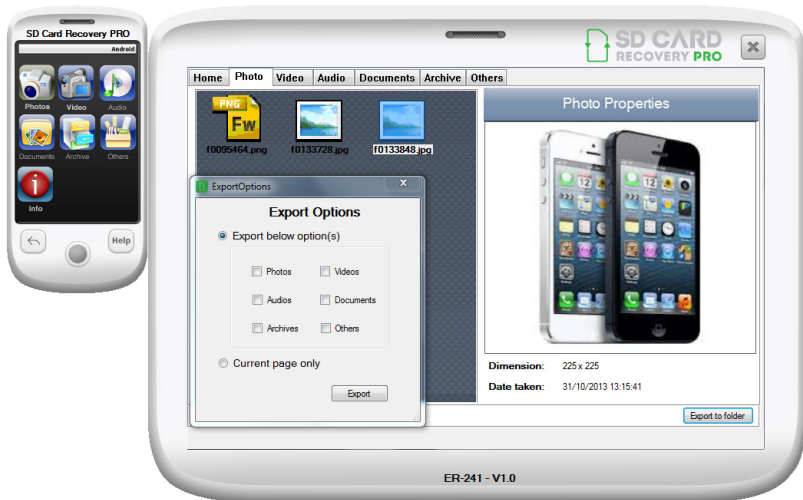 SD Card Recovery PRO
Android
Photos Video Audio
Documents Archive Others
Info
Help
SD CARD
RECOVERY PRO
Home Photo Video Audio Documents Archive Others
PNG
Fw
f0095464.png f0133728.jpg f0133848.jpg
Photo Properties
12 12
ExportOptions
Export Options
Export below option(s)
Photos Videos
Audios Documents
Archives Others
Current page only
Export
Dimension: 225 x 225
Date taken: 31/10/2013 13:15:41
Export to folder
ER-241 - V1.0